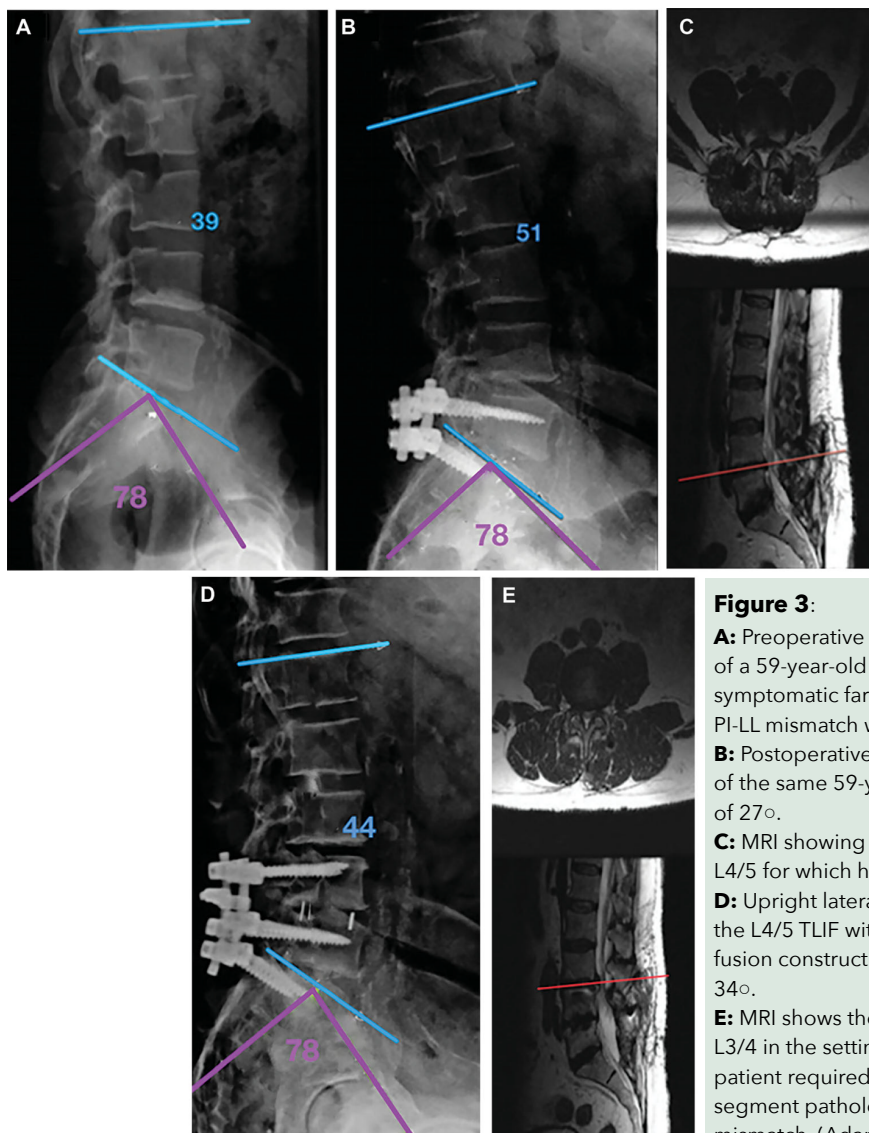 A
39
78
B
51
78
C
D
44
78
E
Figure 3:
A: Preoperative
of a 59-year-old
symptomatic far
PI-LL mismatch w
B: Postoperative
of the same 59-y
of 27○.
C: MRI showing
L4/5 for which h
D: Upright latera
the L4/5 TLIF wit
fusion construct
34○.
E: MRI shows the
L3/4 in the settin
patient required
segment pathol